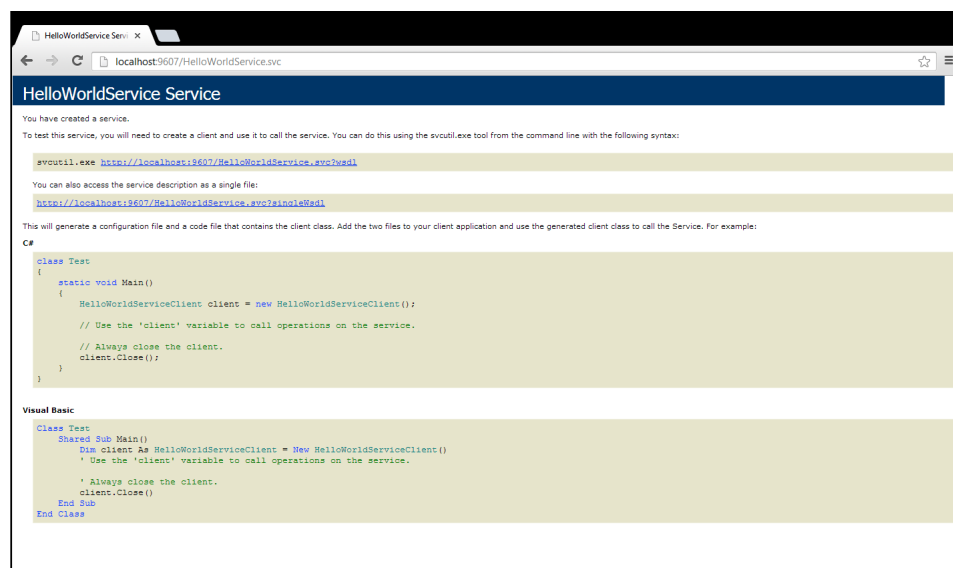 HelloWorldService Servi ×
localhost:9607/HelloWorldService.svc
HelloWorldService Service
You have created a service.
To test this service, you will need to create a client and use it to call the service. You can do this using the svcutil.exe tool from the command line with the following syntax:
svcutil.exe http://localhost:9607/HelloWorldService.svc?wsdl
You can also access the service description as a single file:
http://localhost:9607/HelloWorldService.svc?singleWsdl
This will generate a configuration file and a code file that contains the client class. Add the two files to your client application and use the generated client class to call the Service. For example:
C#
class Test
{
    static void Main()
    {
        HelloWorldServiceClient client = new HelloWorldServiceClient();
        // Use the 'client' variable to call operations on the service.
        // Always close the client.
        client.Close();
    }
}
Visual Basic
Class Test
    Shared Sub Main()
        Dim client As HelloWorldServiceClient = New HelloWorldServiceClient()
        ' Use the 'client' variable to call operations on the service.
        ' Always close the client.
        client.Close()
    End Sub
End Class